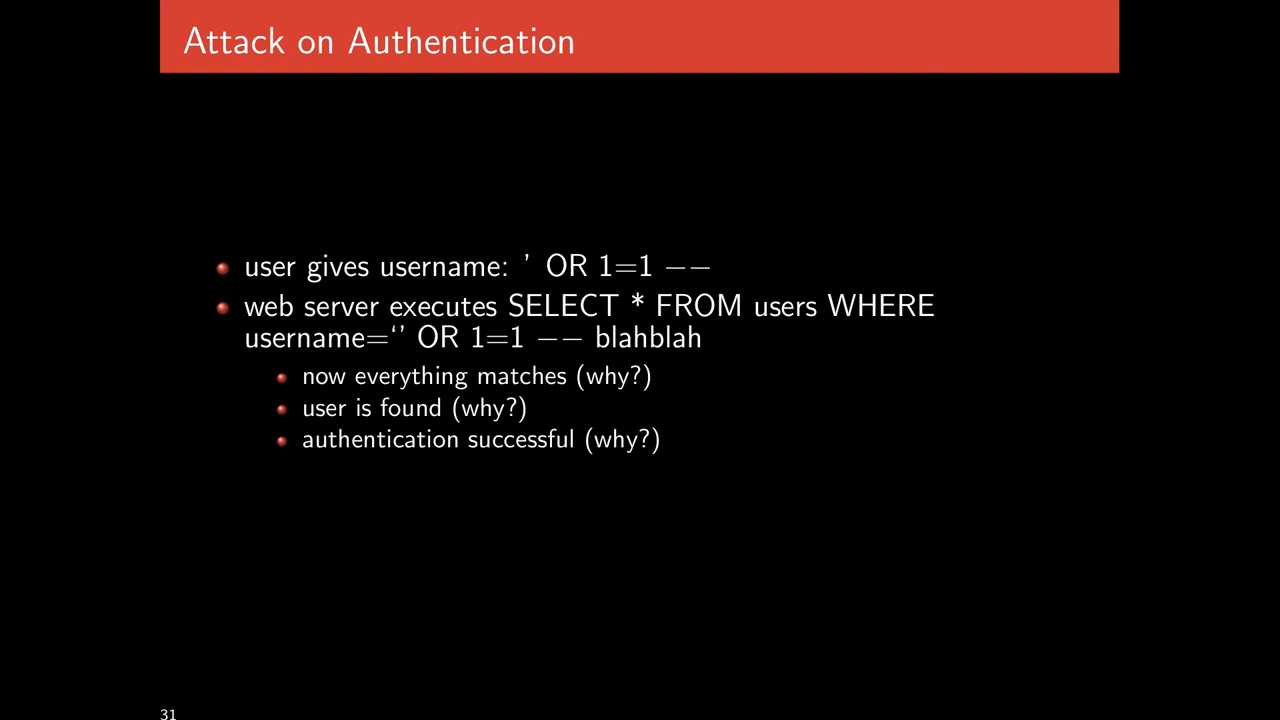 Attack on Authentication
user gives username: ’ OR 1=1 −−
web server executes SELECT * FROM users WHERE
username=‘’ OR 1=1 −− blahblah
now everything matches (why?)
user is found (why?)
authentication successful (why?)
31